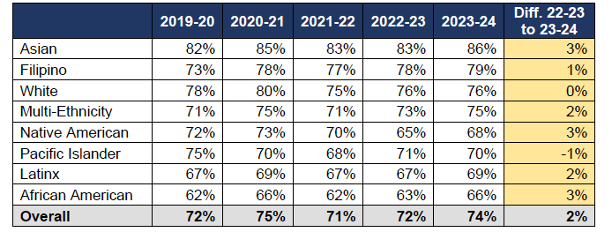 2019-20 2020-21 2021-22 2022-23 2023-24 Diff. 22-23 to 23-24
Asian 82% 85% 83% 83% 86% 3%
Filipino 73% 78% 77% 78% 79% 1%
White 78% 80% 75% 76% 76% 0%
Multi-Ethnicity 71% 75% 71% 73% 75% 2%
Native American 72% 73% 70% 65% 68% 3%
Pacific Islander 75% 70% 68% 71% 70% -1%
Latinx 67% 69% 67% 67% 69% 2%
African American 62% 66% 62% 63% 66% 3%
Overall 72% 75% 71% 72% 74% 2%